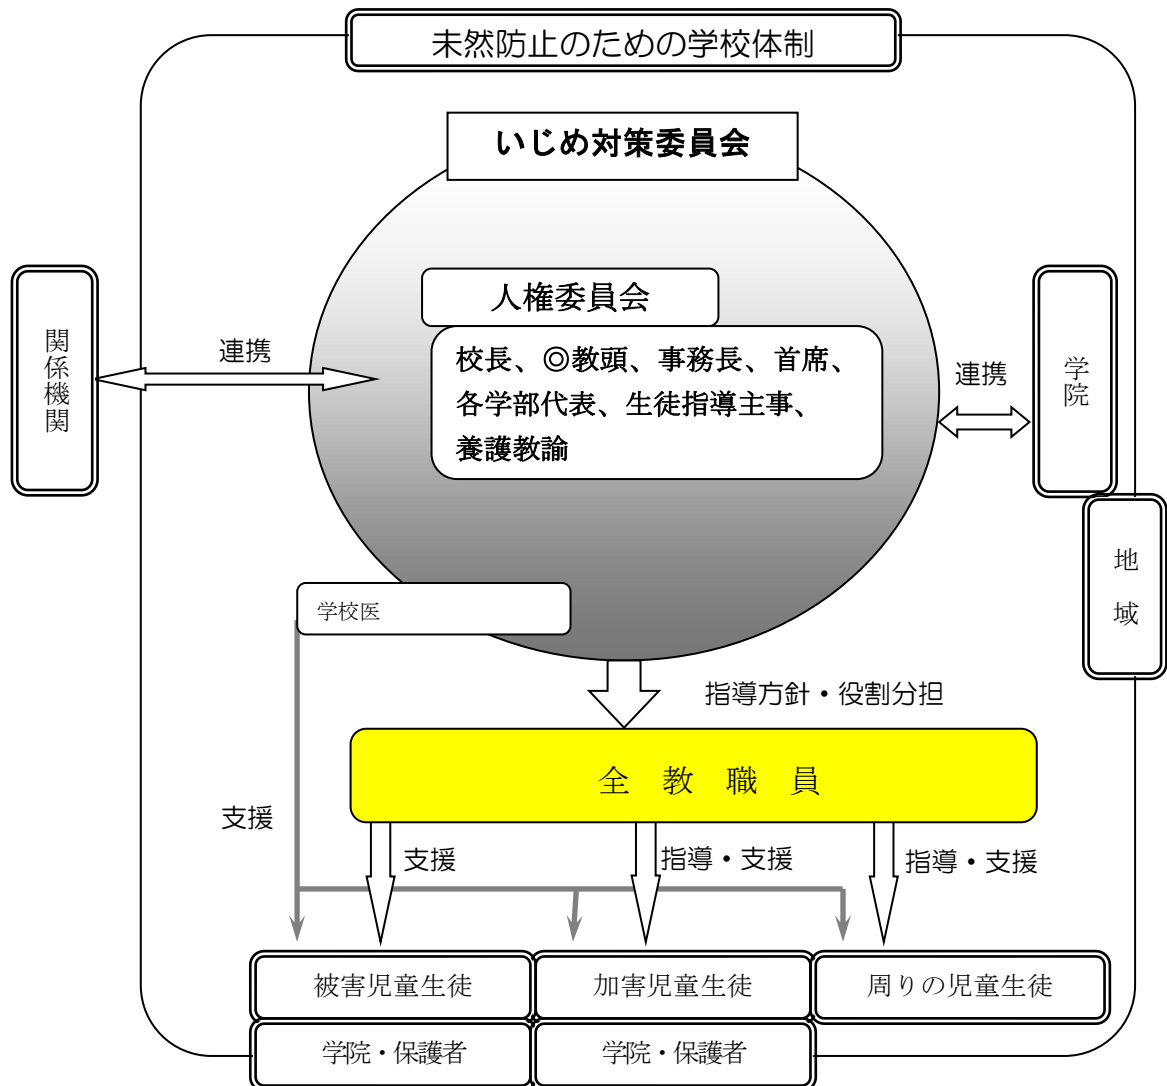 未然防止のための学校体制
いじめ対策委員会
人権委員会
校長、◎教頭、事務長、首席、
各学部代表、生徒指導主事、
養護教諭
関係機関
連携
連携
学院
地域
学校医
指導方針・役割分担
全教職員
支援
支援
指導・支援
指導・支援
被害児童生徒
加害児童生徒
周りの児童生徒
学院・保護者
学院・保護者